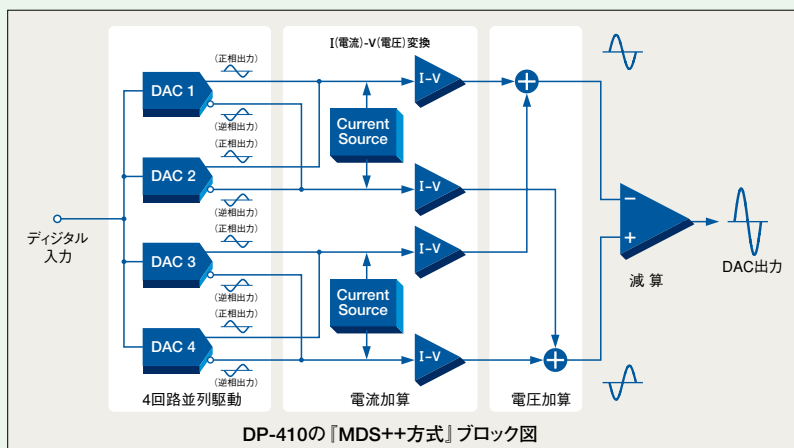 I(電流)-V(電圧)変換
(正相出力)
DAC 1
(逆相出力)
(正相出力)
DAC 2
(逆相出力)
(正相出力)
DAC 3
(逆相出力)
(正相出力)
DAC 4
(逆相出力)
ディジタル
入力
Current
Source
Current
Source
I-V
I-V
I-V
I-V
+
+
−
+
減 算
DAC出力
4回路並列駆動
電流加算
電圧加算
DP-410の『MDS++方式』ブロック図